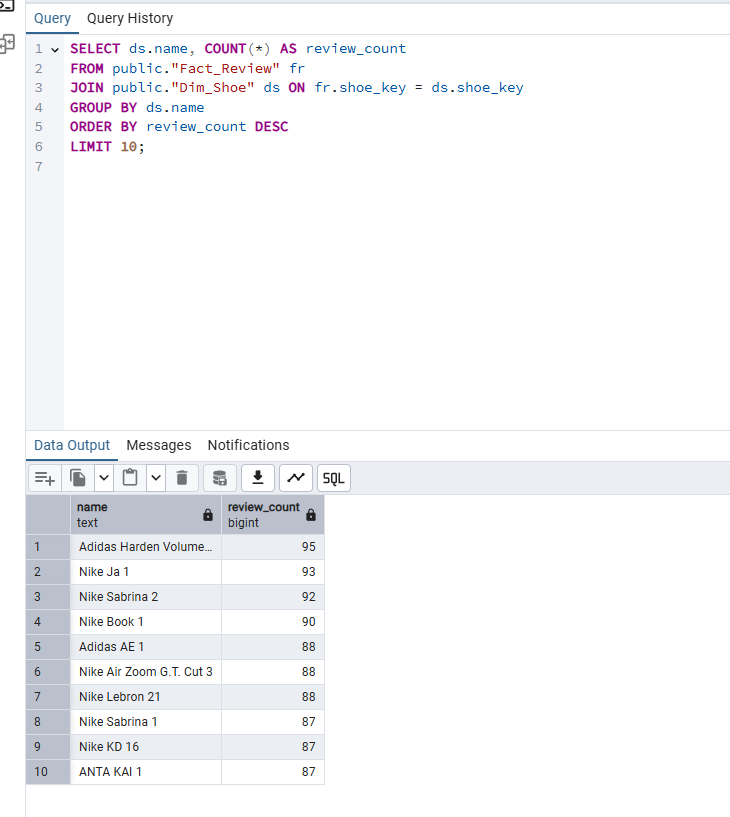 Query Query History
1 SELECT ds.name, COUNT(*) AS review_count
2 FROM public."Fact_Review" fr
3 JOIN public."Dim_Shoe" ds ON fr.shoe_key = ds.shoe_key
4 GROUP BY ds.name
5 ORDER BY review_count DESC
6 LIMIT 10;
7
Data Output Messages Notifications
SQL
name review_count
text bigint
1 Adidas Harden Volume... 95
2 Nike Ja 1 93
3 Nike Sabrina 2 92
4 Nike Book 1 90
5 Adidas AE 1 88
6 Nike Air Zoom G.T. Cut 3 88
7 Nike Lebron 21 88
8 Nike Sabrina 1 87
9 Nike KD 16 87
10 ANTA KAI 1 87